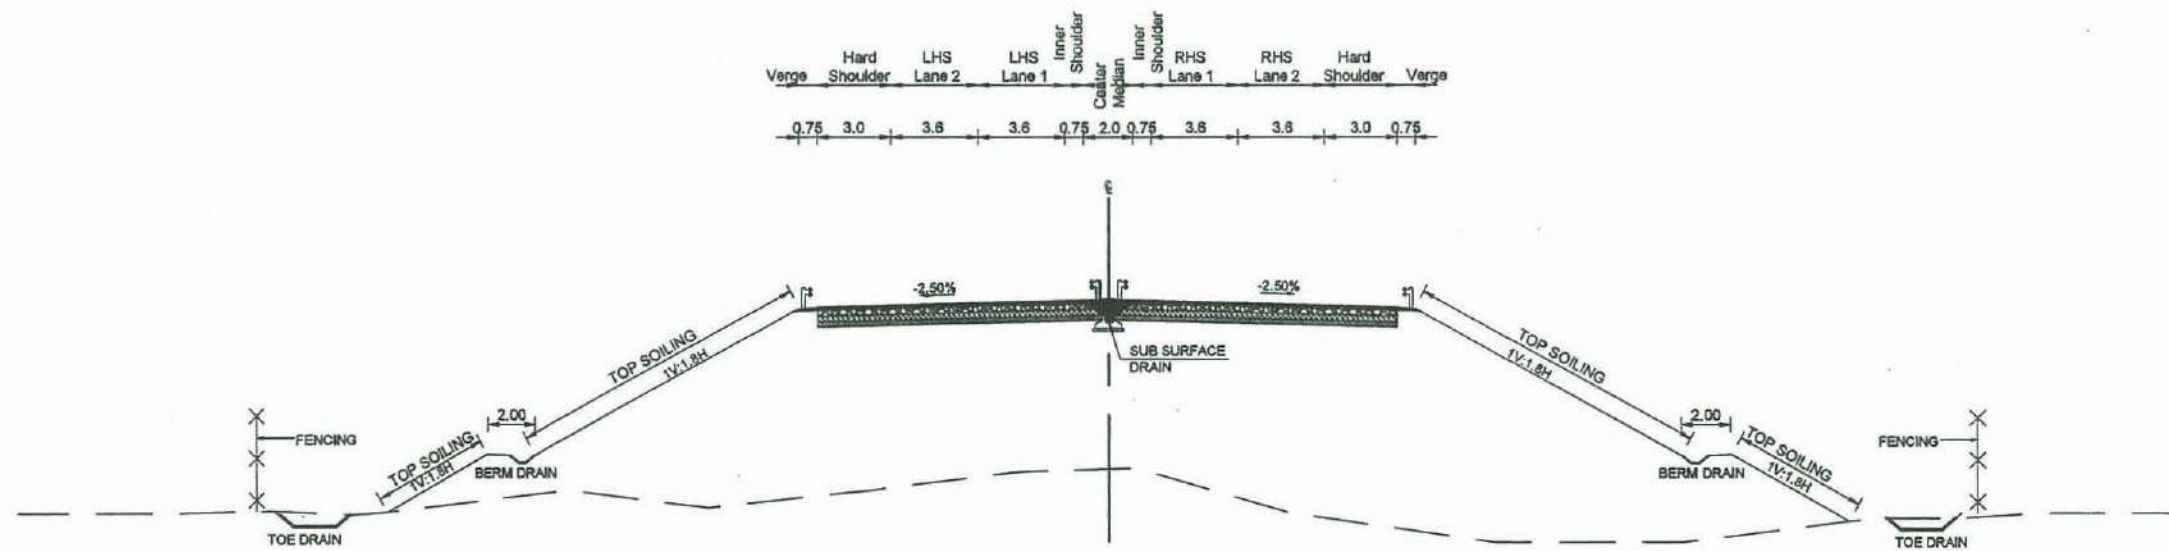 Verge
Hard
Shoulder
LHS
Lane 2
LHS
Lane 1
Inner
Shoulder
Center
Median
Inner
Shoulder
RHS
Lane 1
RHS
Lane 2
Hard
Shoulder
Verge
0.75 3.0 3.6 3.6 0.75 2.0 0.75 3.6 3.6 3.0 0.75
-2.50% -2.50%
TOP SOILING
1V:1.8H
TOP SOILING
1V:1.8H
SUB SURFACE
DRAIN
2.00
2.00
FENCING
TOP SOILING
1V:1.8H
BERM DRAIN
TOP SOILING
1V:1.8H
BERM DRAIN
FENCING
TOE DRAIN
TOE DRAIN